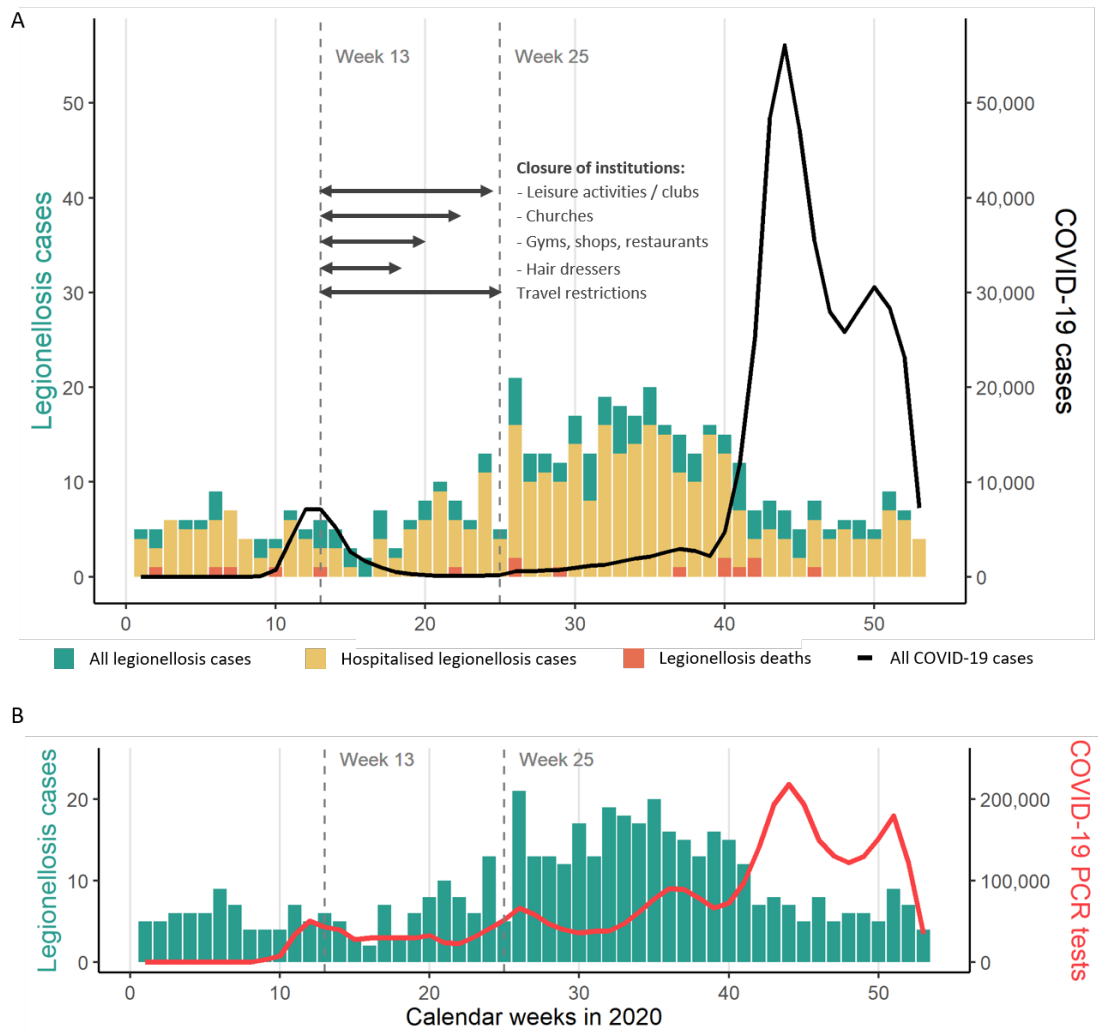 A
Week 13
Week 25
50
40
30
20
10
0
Legionellosis cases
50,000
40,000
30,000
20,000
10,000
0
COVID-19 cases
Closure of institutions:
- Leisure activities / clubs
- Churches
- Gyms, shops, restaurants
- Hair dressers
Travel restrictions
0 10 20 30 40 50
All legionellosis cases Hospitalised legionellosis cases Legionellosis deaths All COVID-19 cases
B
Week 13
Week 25
20
10
0
Legionellosis cases
200,000
100,000
0
COVID-19 PCR tests
0 10 20 30 40 50
Calendar weeks in 2020